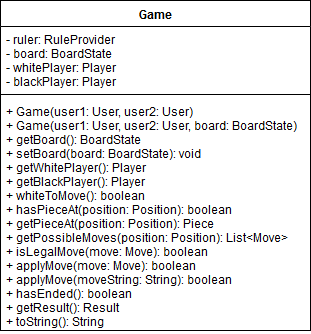 Game
- ruler: RuleProvider
- board: BoardState
- whitePlayer: Player
- blackPlayer: Player
+ Game(user1: User, user2: User)
+ Game(user1: User, user2: User, board: BoardState)
+ getBoard(): BoardState
+ setBoard(board: BoardState): void
+ getWhitePlayer(): Player
+ getBlackPlayer(): Player
+ whiteToMove(): boolean
+ hasPieceAt(position: Position): boolean
+ getPieceAt(position: Position): Piece
+ getPossibleMoves(position: Position): List<Move>
+ isLegalMove(move: Move): boolean
+ applyMove(move: Move): boolean
+ applyMove(moveString: String): boolean
+ hasEnded(): boolean
+ getResult(): Result
+ toString(): String